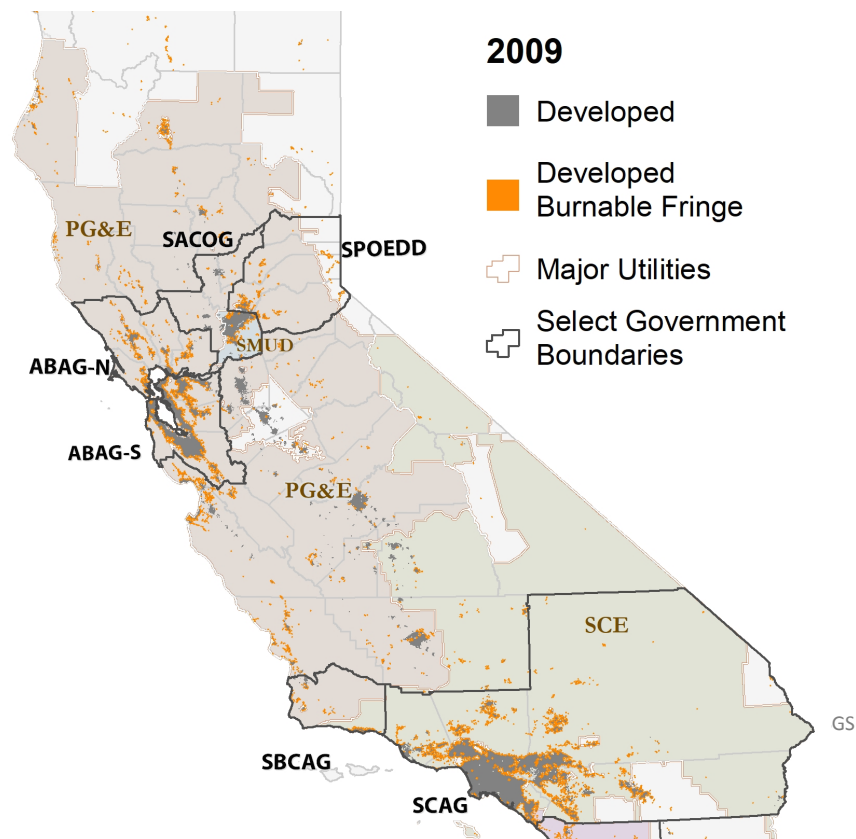 2009
Developed
Developed
Burnable Fringe
Major Utilities
Select Government
Boundaries
PG&E
SACOG
SPOEDD
SMUD
ABAG-N
ABAG-S
PG&E
SCE
GS
SBCAG
SCAG